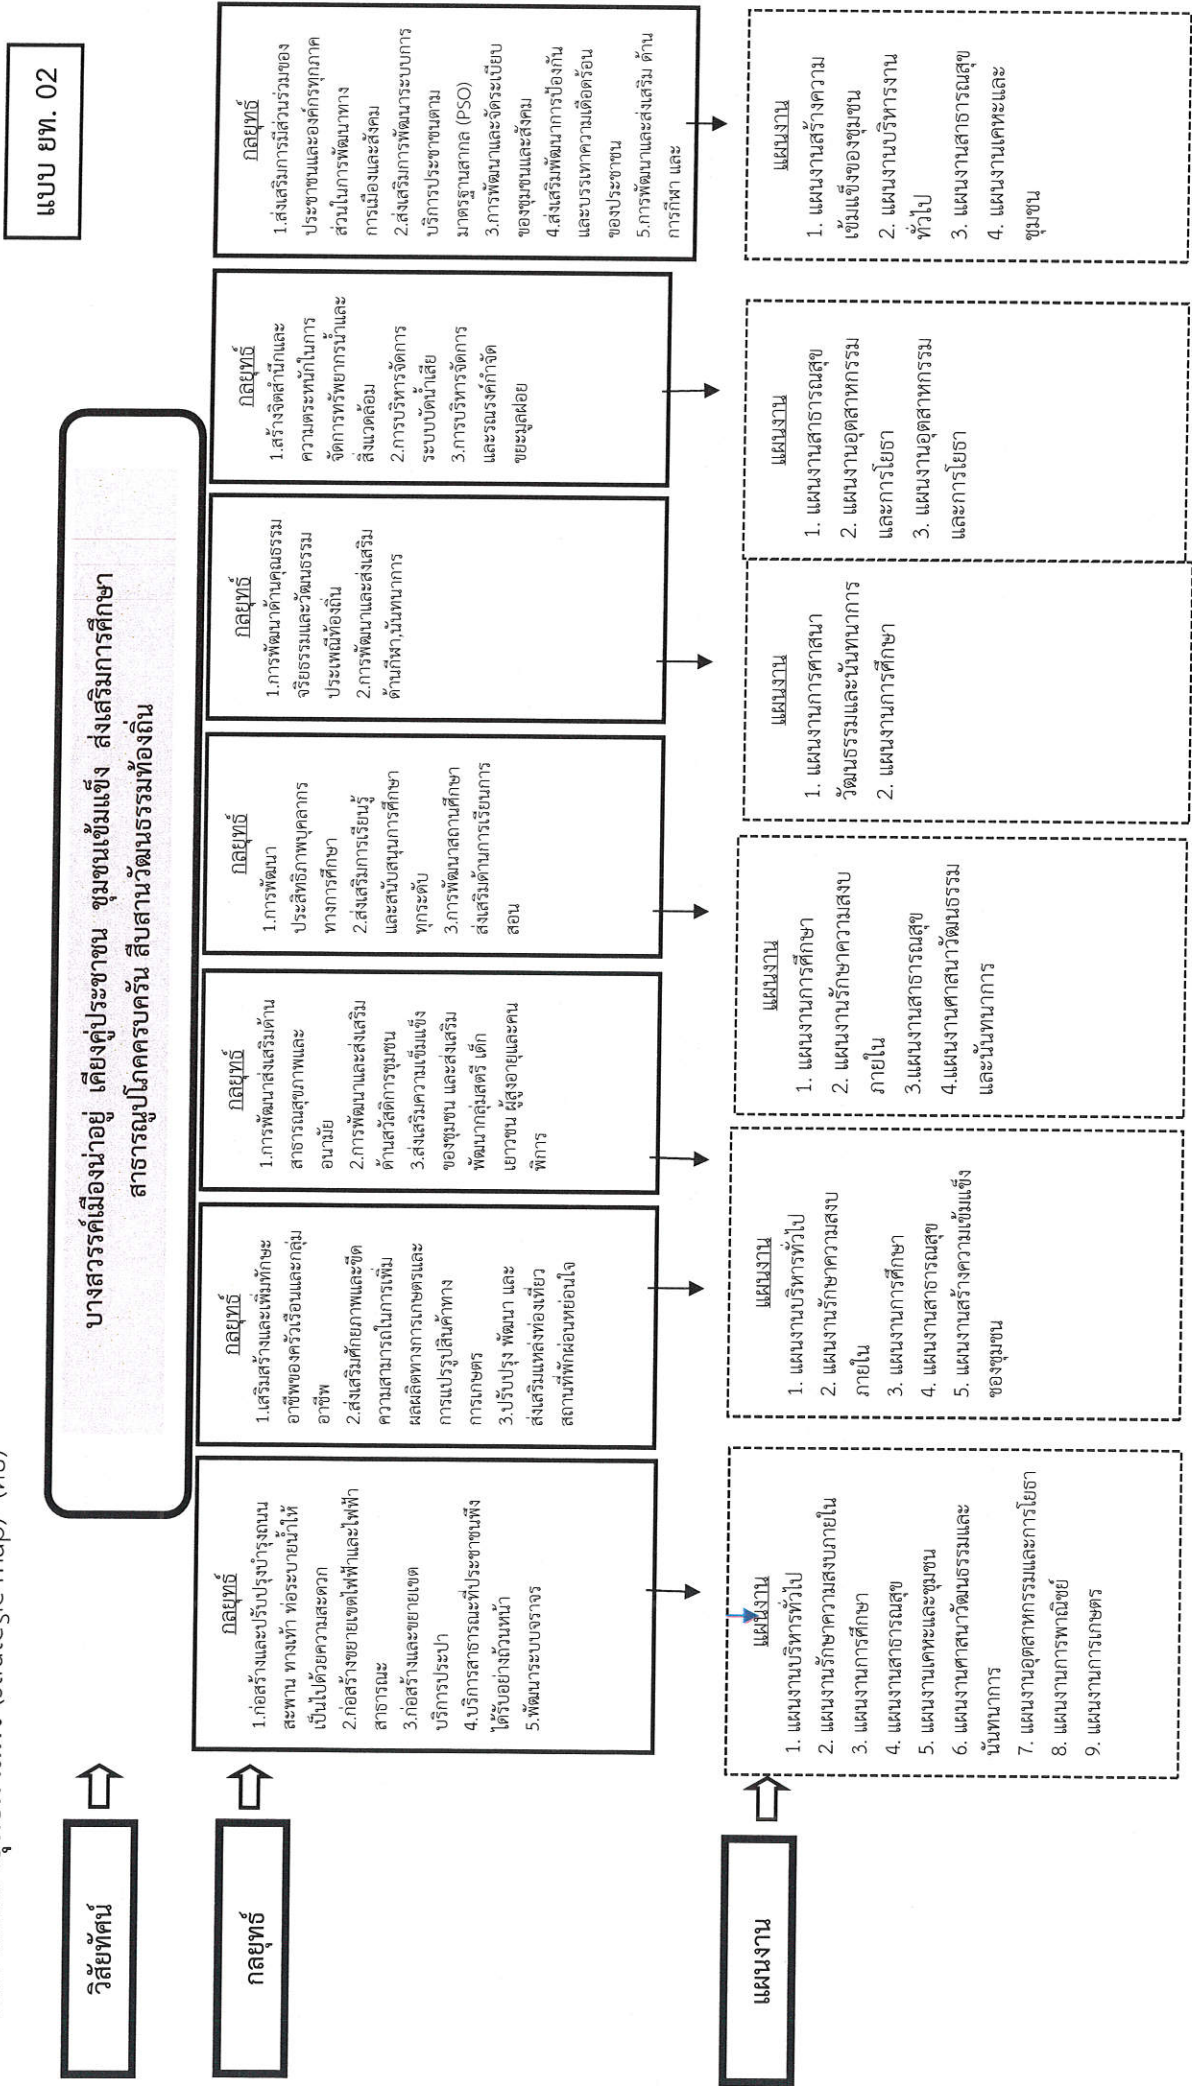 แบบ ยท. 02
(Strategic map) (ต่อ)
วิสัยทัศน์
บางสวรรค์เมืองน่าอยู่ เคียงคู่ประชาชน ชุมชนเข้มแข็ง ส่งเสริมการศึกษา
สาธารณูปโภคครบครัน สืบสานวัฒนธรรมท้องถิ่น
กลยุทธ์
กลยุทธ์
1.ก่อสร้างและปรับปรุงบำรุงถนน
สะพาน ทางเท้า ท่อระบายน้ำให้
เป็นไปด้วยความสะดวก
2.ก่อสร้างขยายเขตไฟฟ้าและไฟฟ้า
สาธารณะ
3.ก่อสร้างและขยายเขต
บริการประปา
4.บริการสาธารณะที่ประชาชนพึง
ได้รับอย่างถ้วนหน้า
5.พัฒนาระบบจราจร
กลยุทธ์
1.เสริมสร้างและเพิ่มทักษะ
อาชีพของครัวเรือนและกลุ่ม
อาชีพ
2.ส่งเสริมศักยภาพและขีด
ความสามารถในการเพิ่ม
ผลผลิตทางการเกษตรและ
การแปรรูปสินค้าทาง
การเกษตร
3.ปรับปรุง พัฒนา และ
ส่งเสริมแหล่งท่องเที่ยว
สถานที่พักผ่อนหย่อนใจ
กลยุทธ์
1.การพัฒนาส่งเสริมด้าน
สาธารณสุขภาพและ
อนามัย
2.การพัฒนาและส่งเสริม
ด้านสวัสดิการชุมชน
3.ส่งเสริมความเข้มแข็ง
ของชุมชน และส่งเสริม
พัฒนากลุ่มสตรี เด็ก
เยาวชน ผู้สูงอายุและคน
พิการ
กลยุทธ์
1.การพัฒนา
ประสิทธิภาพบุคลากร
ทางการศึกษา
2.ส่งเสริมการเรียนรู้
และสนับสนุนการศึกษา
ทุกระดับ
3.การพัฒนาสถานศึกษา
ส่งเสริมด้านการเรียนการ
สอน
กลยุทธ์
1.การพัฒนาด้านคุณธรรม
จริยธรรมและวัฒนธรรม
ประเพณีท้องถิ่น
2.การพัฒนาและส่งเสริม
ด้านกีฬา,นันทนาการ
กลยุทธ์
1.สร้างจิตสำนึกและ
ความตระหนักในการ
จัดการทรัพยากรน้ำและ
สิ่งแวดล้อม
2.การบริหารจัดการ
ระบบบัดน้ำเสีย
3.การบริหารจัดการ
และรณรงค์กำจัด
ขยะมูลฝอย
กลยุทธ์
1.ส่งเสริมการมีส่วนร่วมของ
ประชาชนและองค์กรทุกภาค
ส่วนในการพัฒนาทาง
การเมืองและสังคม
2.ส่งเสริมการพัฒนาระบบการ
บริการประชาชนตาม
มาตรฐานสากล (PSO)
3.การพัฒนาและจัดระเบียบ
ของชุมชนและสังคม
4.ส่งเสริมพัฒนาการป้องกัน
และบรรเทาความเดือดร้อน
ของประชาชน
5.การพัฒนาและส่งเสริม ด้าน
การกีฬา และ
แผนงาน
แผนงาน
1. แผนงานบริหารทั่วไป
2. แผนงานรักษาความสงบภายใน
3. แผนงานการศึกษา
4. แผนงานสาธารณสุข
5. แผนงานเคหะและชุมชน
6. แผนงานศาสนาวัฒนธรรมและ
นันทนาการ
7. แผนงานอุตสาหกรรมและการโยธา
8. แผนงานการพาณิชย์
9. แผนงานการเกษตร
แผนงาน
1. แผนงานบริหารทั่วไป
2. แผนงานรักษาความสงบ
ภายใน
3. แผนงานการศึกษา
4. แผนงานสาธารณสุข
5. แผนงานสร้างความเข้มแข็ง
ของชุมชน
แผนงาน
1. แผนงานการศึกษา
2. แผนงานรักษาความสงบ
ภายใน
3.แผนงานสาธารณสุข
4.แผนงานศาสนาวัฒนธรรม
และนันทนาการ
แผนงาน
1. แผนงานการศาสนา
วัฒนธรรมและนันทนาการ
2. แผนงานการศึกษา
แผนงาน
1. แผนงานสาธารณสุข
2. แผนงานอุตสาหกรรม
และการโยธา
3. แผนงานอุตสาหกรรม
และการโยธา
แผนงาน
1. แผนงานสร้างความ
เข้มแข็งของชุมชน
2. แผนงานบริหารงาน
ทั่วไป
3. แผนงานสาธารณสุข
4. แผนงานเคหะและ
ชุมชน